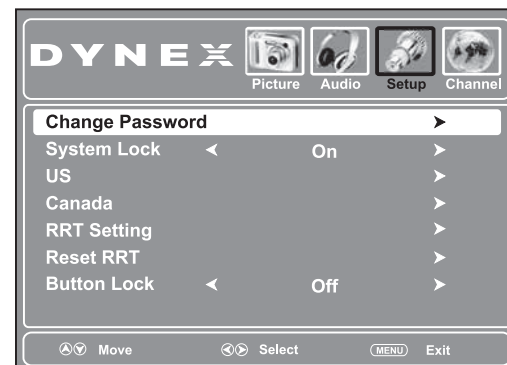 DYNEX
Picture Audio Setup Channel
Change Password
System Lock On
US
Canada
RRT Setting
Reset RRT
Button Lock Off
Move Select MENU Exit